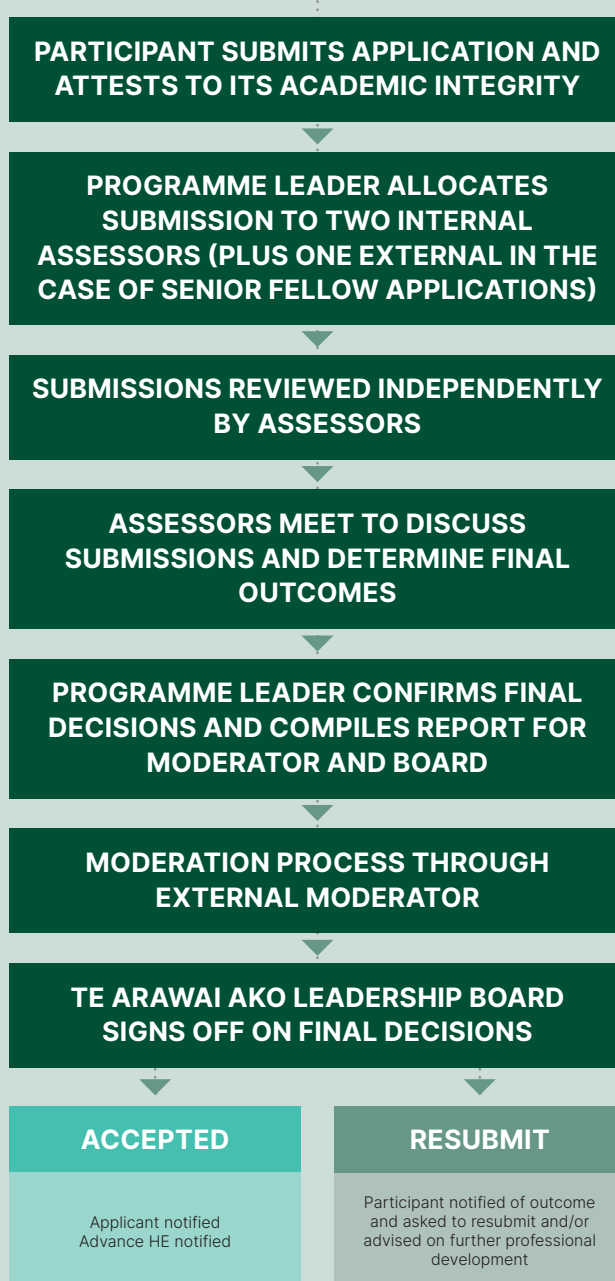 PARTICIPANT SUBMITS APPLICATION AND
ATTESTS TO ITS ACADEMIC INTEGRITY
PROGRAMME LEADER ALLOCATES
SUBMISSION TO TWO INTERNAL
ASSESSORS (PLUS ONE EXTERNAL IN THE
CASE OF SENIOR FELLOW APPLICATIONS)
SUBMISSIONS REVIEWED INDEPENDENTLY
BY ASSESSORS
ASSESSORS MEET TO DISCUSS
SUBMISSIONS AND DETERMINE FINAL
OUTCOMES
PROGRAMME LEADER CONFIRMS FINAL
DECISIONS AND COMPILES REPORT FOR
MODERATOR AND BOARD
MODERATION PROCESS THROUGH
EXTERNAL MODERATOR
TE ARAWAI AKO LEADERSHIP BOARD
SIGNS OFF ON FINAL DECISIONS
ACCEPTED
Applicant notified
Advance HE notified
RESUBMIT
Participant notified of outcome
and asked to resubmit and/or
advised on further professional
development